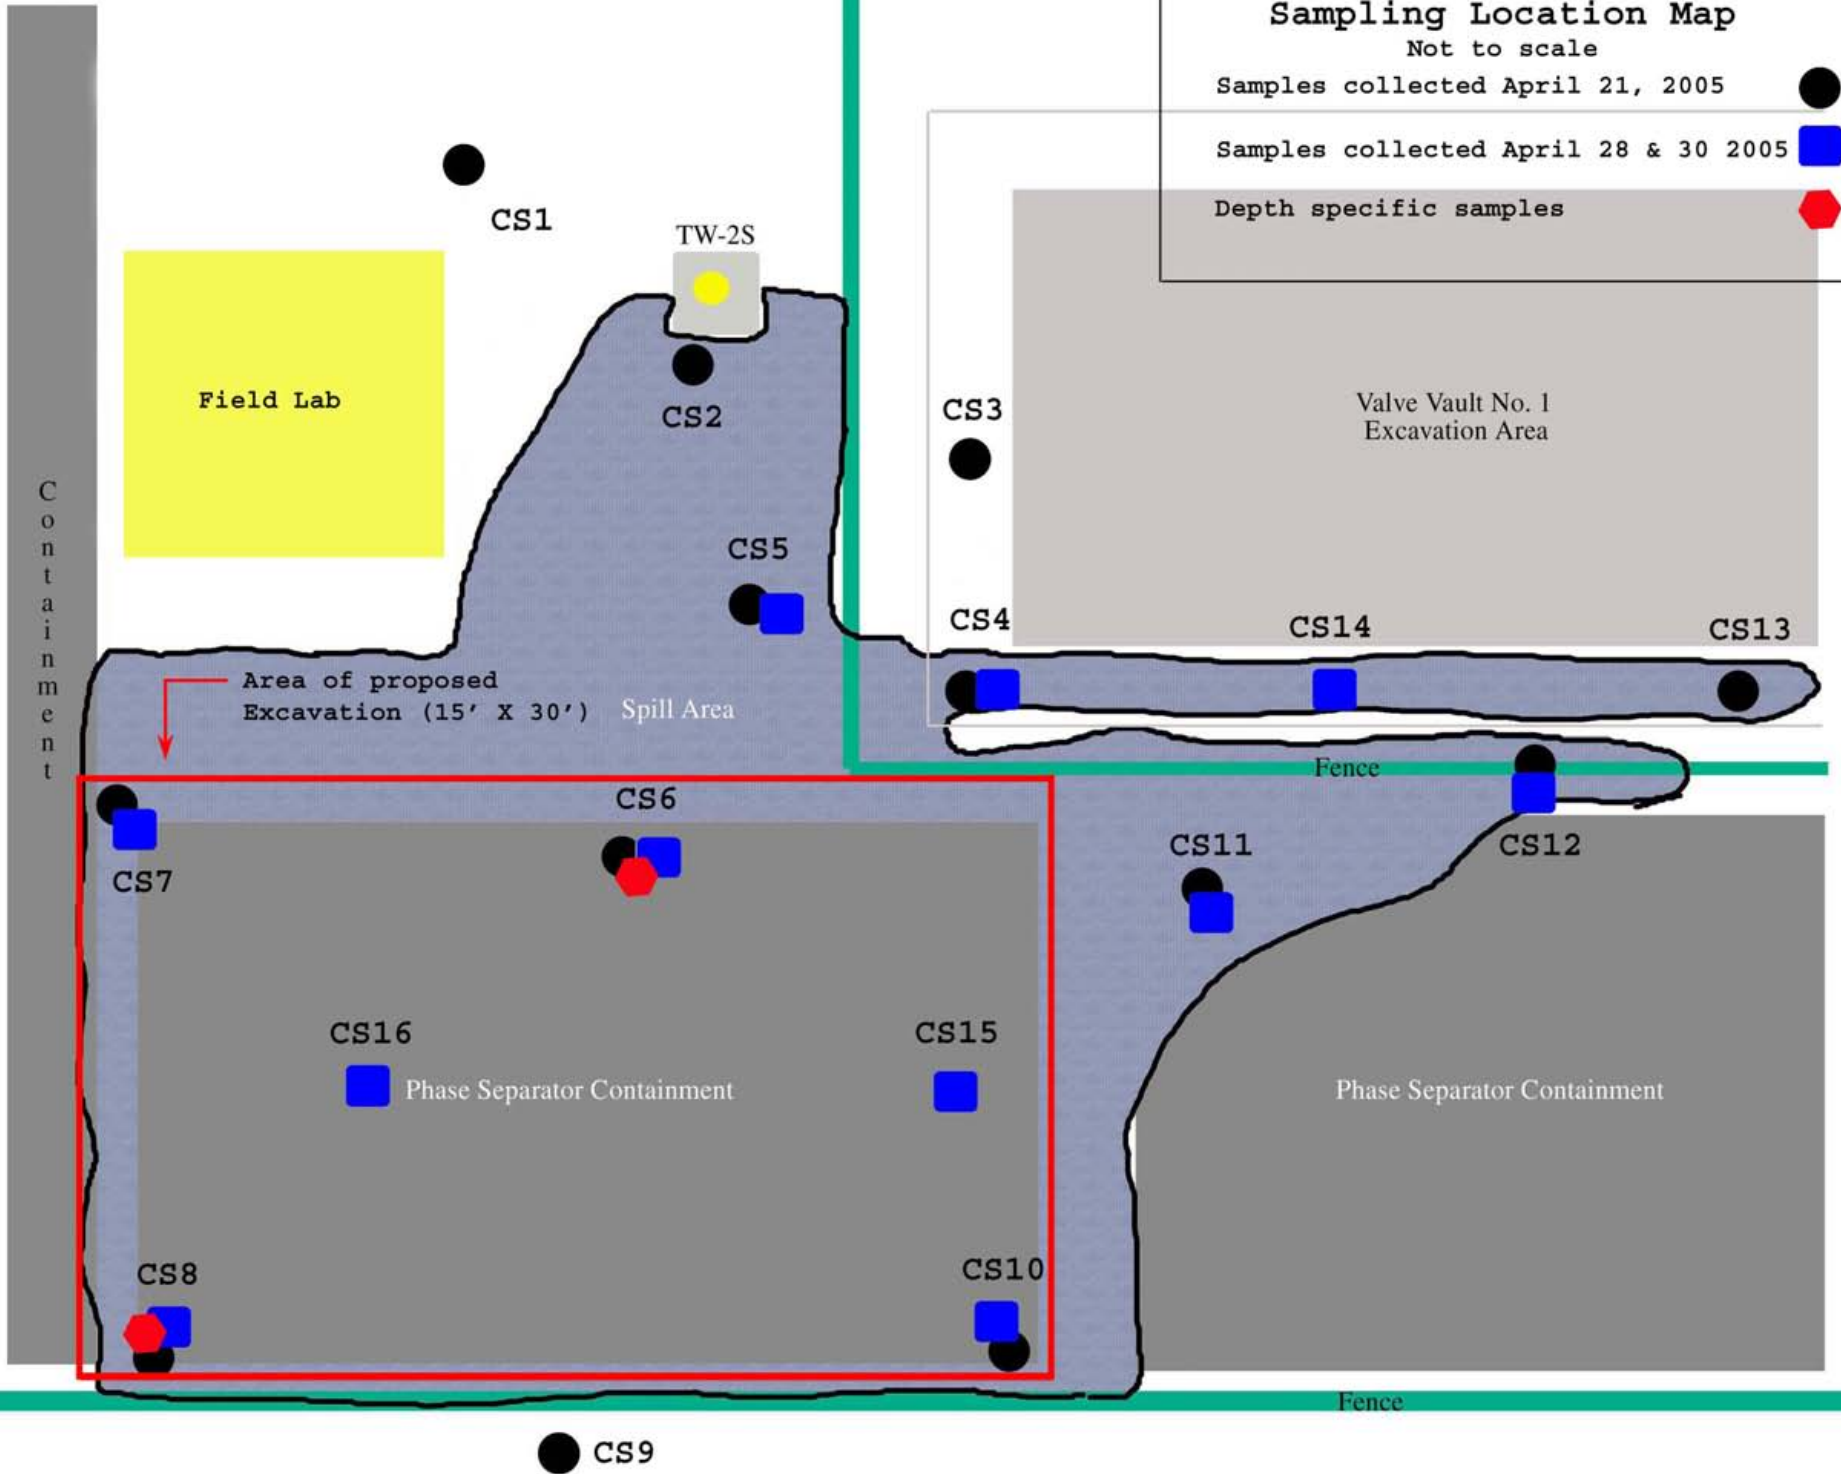 Sampling Location Map
Not to scale
Samples collected April 21, 2005
Samples collected April 28 & 30 2005
Depth specific samples
CS1
TW-2S
Field Lab
CS2
CS3
Valve Vault No. 1
Excavation Area
Containment
CS5
CS4
CS14
CS13
Area of proposed
Excavation (15' X 30')
Spill Area
Fence
CS6
CS7
CS11
CS12
CS16
CS15
Phase Separator Containment
Phase Separator Containment
CS8
CS10
Fence
CS9